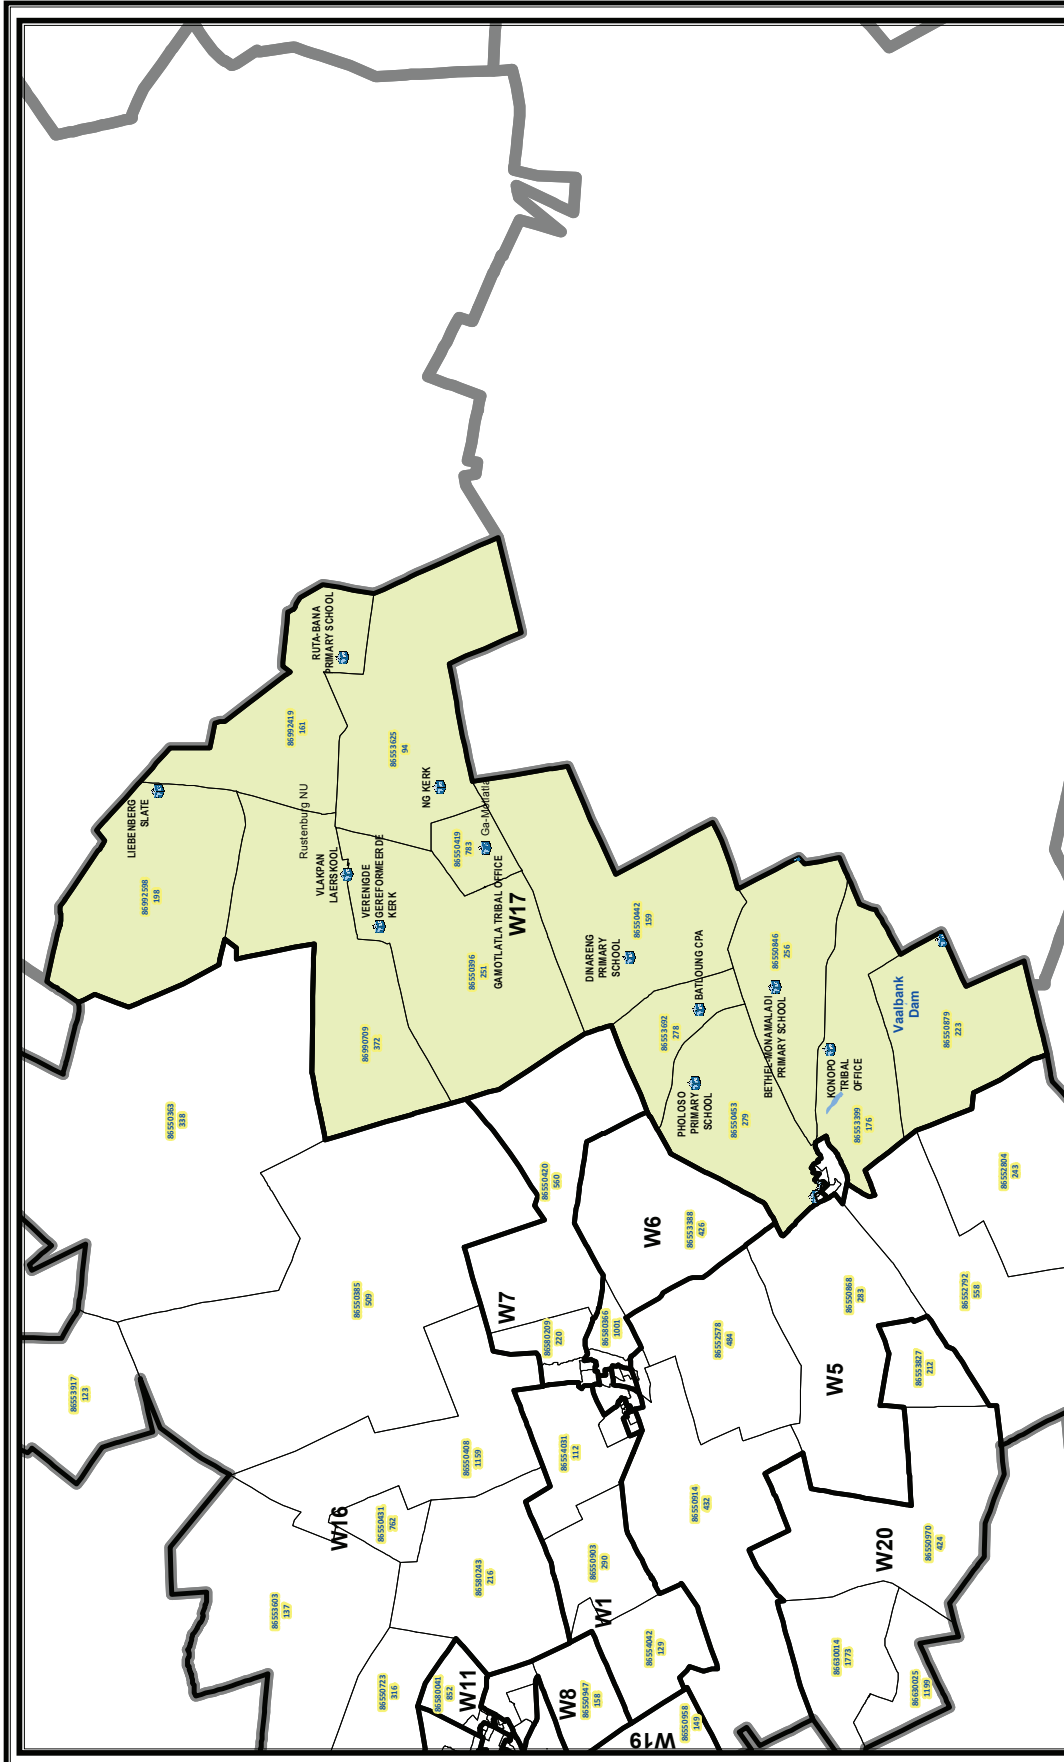 RUTA-BANA
PRIMARY SCHOOL
86992419
161
86553625
94
LIEBENBERG
SLATE
NG KERK
Rustenburg NU
86992598
198
VLAKPAN
LAERSKOOL
VERENIGDE
GEREFORMEERDE
KERK
86550419
783
Ga-Motlatla
GAMOTLATLA TRIBAL OFFICE
W17
86550396
251
86990709
372
DINARENG
PRIMARY
SCHOOL
86550442
159
BATLOUNG CPA
86553692
278
86550846
256
BETHEL-MONAMALADI
PRIMARY SCHOOL
PHOLOSO
PRIMARY
SCHOOL
86550453
279
KONOPO
TRIBAL
OFFICE
86553399
176
Vaalbank
Dam
86550879
223
86550363
338
86550420
560
W6
86553388
426
86552804
243
86550385
509
W7
86580209
220
86580366
1001
86552578
484
86550868
283
86552792
558
86553917
123
W5
86553827
212
86550408
1159
86554031
112
W16
86550431
762
86550914
432
W20
86550970
424
86553603
137
86580243
216
86550903
290
W1
86554042
129
86630014
1773
86630025
1199
86550723
316
86580041
852
W11
W8
86550947
158
86550958
149
W19